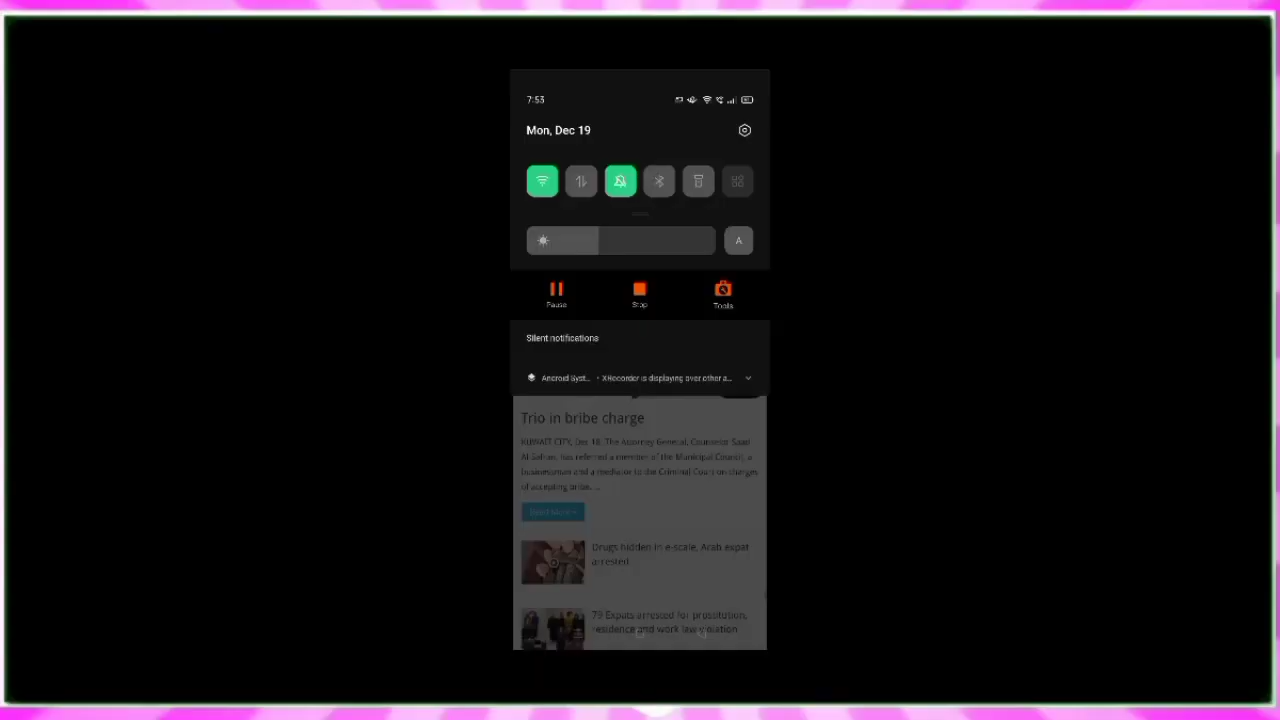 7:53
Mon, Dec 19
A
Pause
Stop
Tools
Silent notifications
Android Syst... • XRecorder is displaying over other a...
Trio in bribe charge
KUWAIT CITY, Dec 18: The Attorney General, Counselor Saad
has referred a member of the Municipal Council, a
businessman and a mediator to the Criminal Court on charges
of accepting bribe. ...
Read More »
Drugs hidden in e-scale, Arab expat
arrested
79 Expats arrested for prostitution,
residence and work law violation